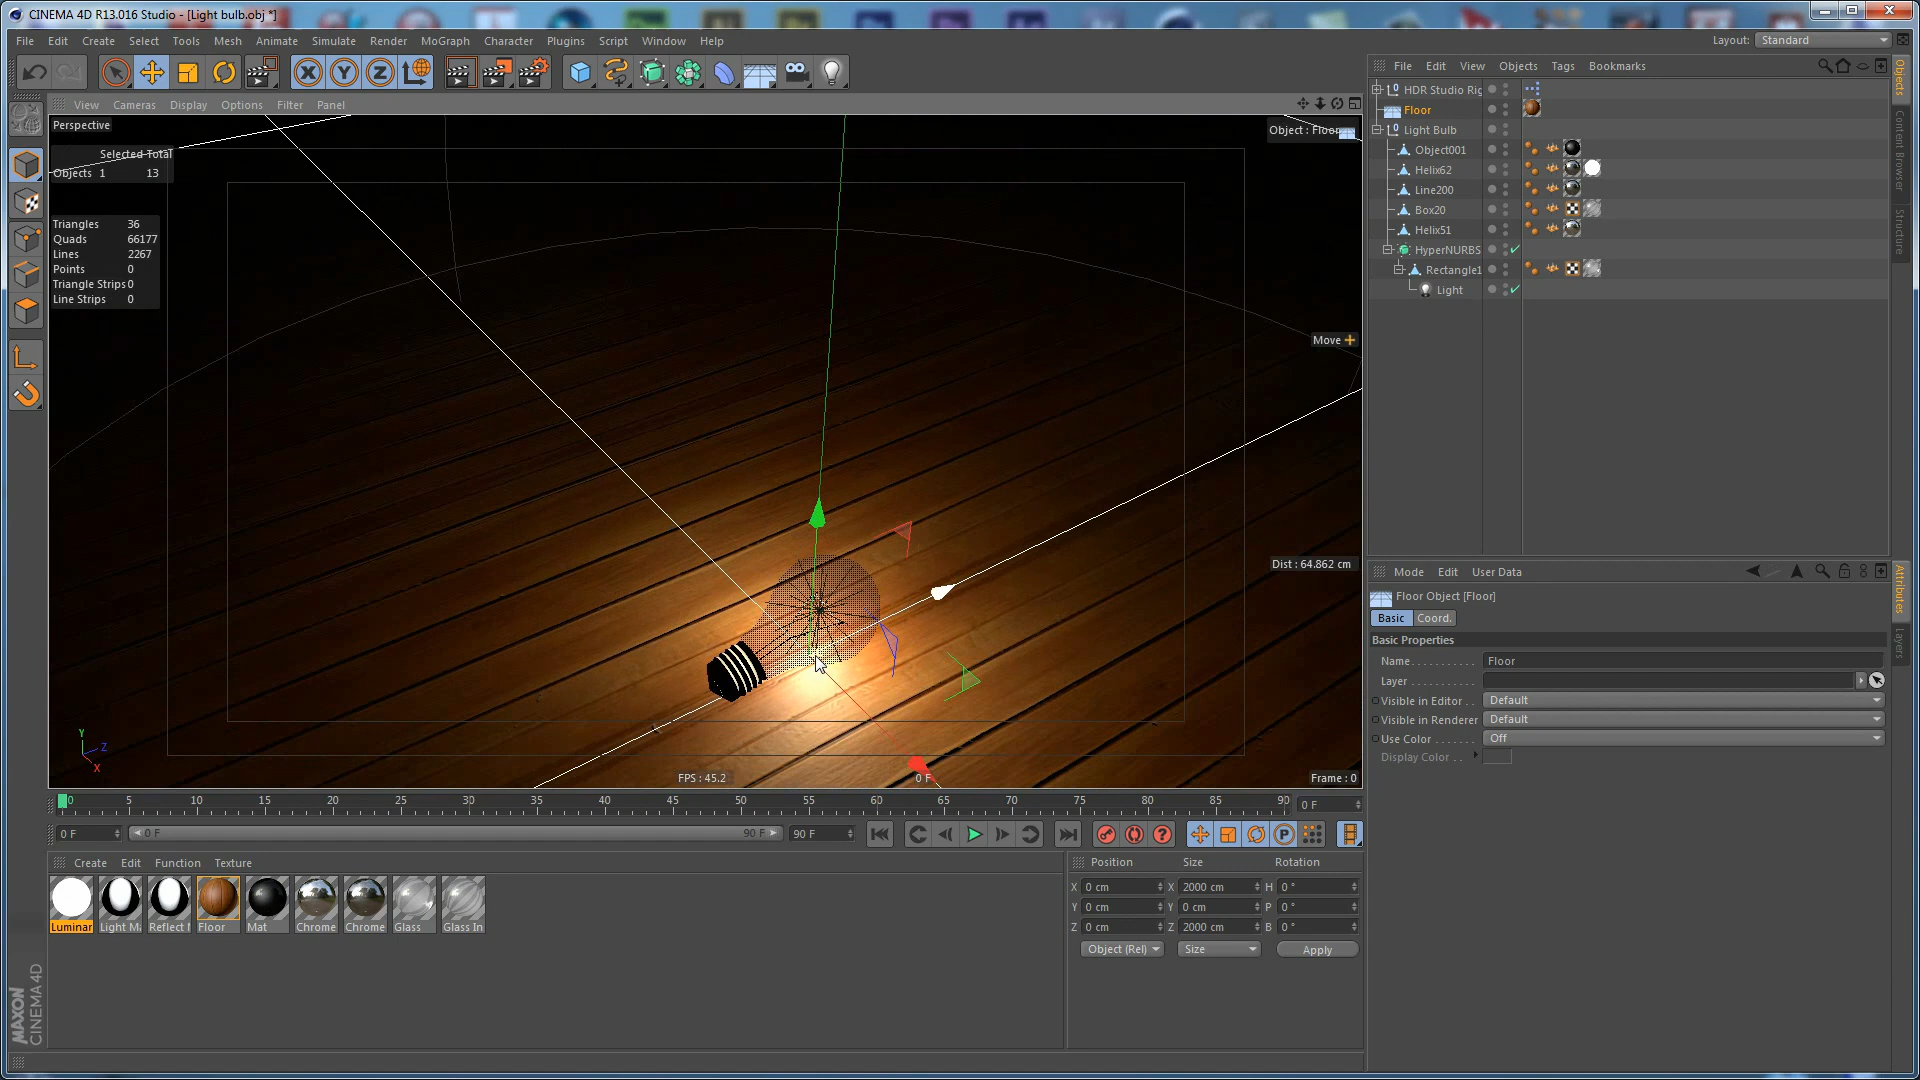 CINEMA 4D R13.016 Studio - [Light bulb.obj *]
File Edit Create Select Tools Mesh Animate Simulate Render MoGraph Character Plugins Script Window Help
Layout: Standard
View Cameras Display Options Filter Panel
Perspective
Object : Floor
Selected Total
Objects 1 13
Triangles 36
Quads 66177
Lines 2267
Points 0
Triangle Strips 0
Line Strips 0
Move
Dist : 64.862 cm
Y
Z
X
FPS : 45.2
0 F
Frame : 0
0 5 10 15 20 25 30 35 40 45 50 55 60 65 70 75 80 85 90
0 F
0 F
0 F
90 F
90 F
Create Edit Function Texture
Luminar
Light Ma
Reflect M
Floor
Mat
Chrome
Chrome
Glass
Glass In
MAXON
CINEMA 4D
Position Size Rotation
X 0 cm X 2000 cm H 0 °
Y 0 cm Y 0 cm P 0 °
Z 0 cm Z 2000 cm B 0 °
Object (Rel) Size Apply
File Edit View Objects Tags Bookmarks
HDR Studio Rig
Floor
Light Bulb
Object001
Helix62
Line200
Box20
Helix51
HyperNURBS
Rectangle1
Light
Objects
Content Browser
Structure
Mode Edit User Data
Floor Object [Floor]
Basic Coord.
Basic Properties
Name . . . . . . . . . . . Floor
Layer . . . . . . . . . . .
Visible in Editor . . Default
Visible in Renderer Default
Use Color . . . . . . . Off
Display Color . .
Attributes
Layers